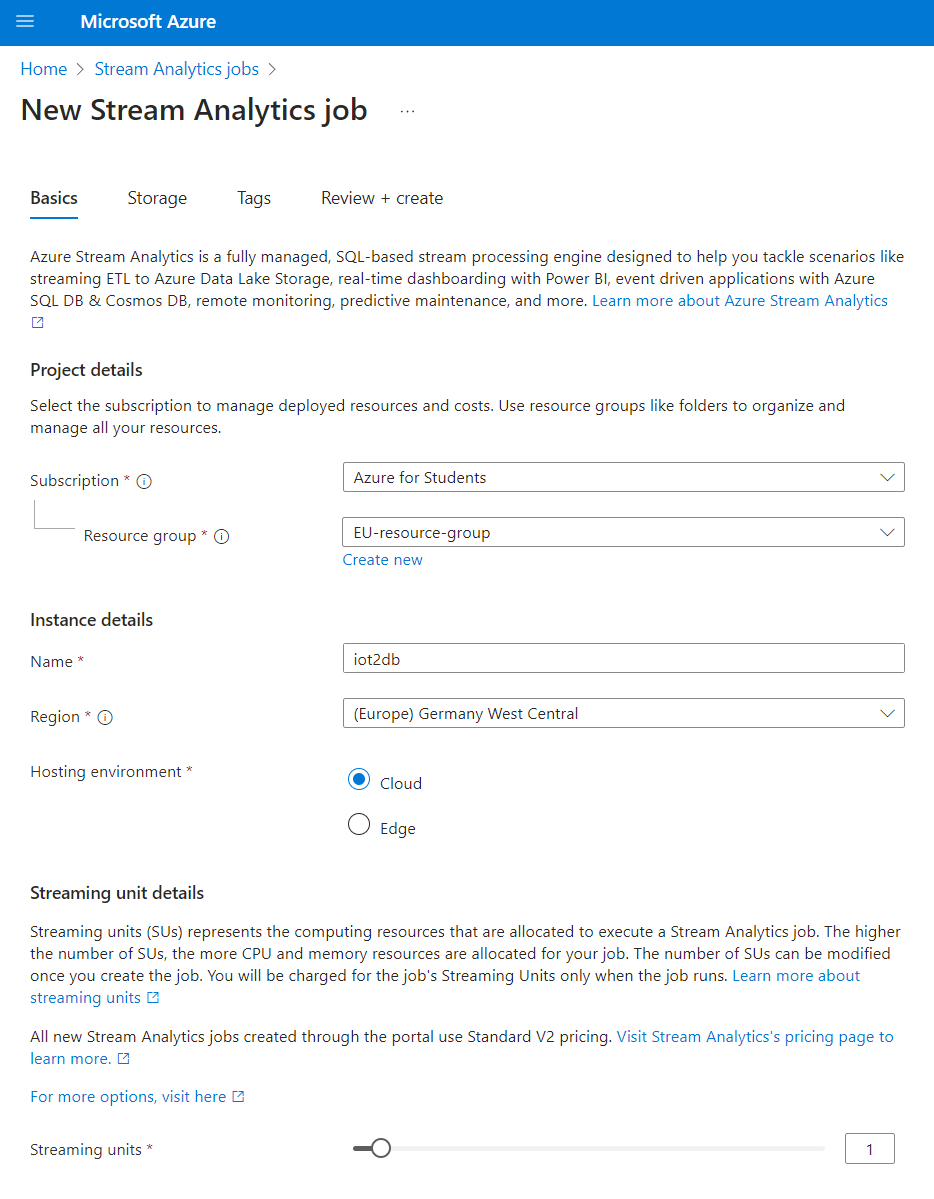 Microsoft Azure
Home > Stream Analytics jobs >
New Stream Analytics job ...
Basics Storage Tags Review + create
Azure Stream Analytics is a fully managed, SQL-based stream processing engine designed to help you tackle scenarios like
streaming ETL to Azure Data Lake Storage, real-time dashboarding with Power BI, event driven applications with Azure
SQL DB & Cosmos DB, remote monitoring, predictive maintenance, and more. Learn more about Azure Stream Analytics
Project details
Select the subscription to manage deployed resources and costs. Use resource groups like folders to organize and
manage all your resources.
Subscription * Azure for Students
Resource group * EU-resource-group
Create new
Instance details
Name * iot2db
Region * (Europe) Germany West Central
Hosting environment * Cloud
Edge
Streaming unit details
Streaming units (SUs) represents the computing resources that are allocated to execute a Stream Analytics job. The higher
the number of SUs, the more CPU and memory resources are allocated for your job. The number of SUs can be modified
once you create the job. You will be charged for the job's Streaming Units only when the job runs. Learn more about
streaming units
All new Stream Analytics jobs created through the portal use Standard V2 pricing. Visit Stream Analytics's pricing page to
learn more.
For more options, visit here
Streaming units * 1